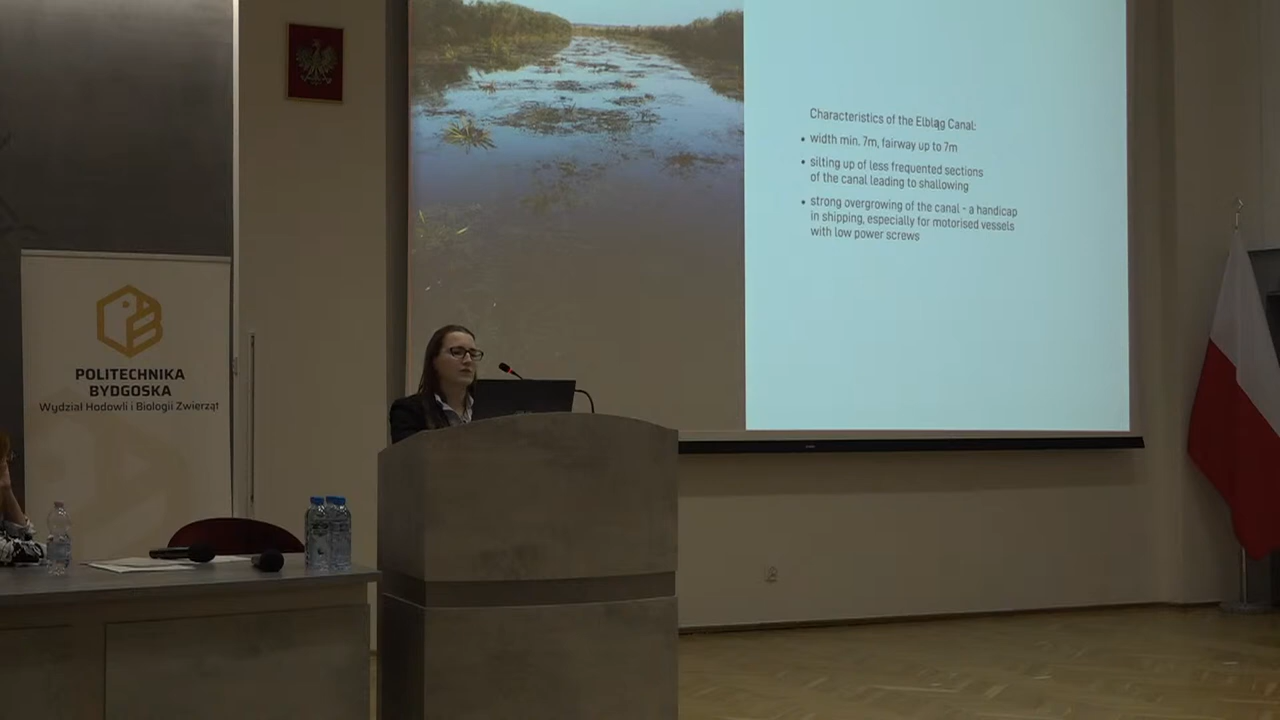 Characteristics of the Elbląg Canal:
• width min. 7m, fairway up to 7m
• silting up of less frequented sections
of the canal leading to shallowing
• strong overgrowing of the canal - a handicap
in shipping, especially for motorised vessels
with low power screws
POLITECHNIKA
BYDGOSKA
Wydział Hodowli i Biologii Zwierząt